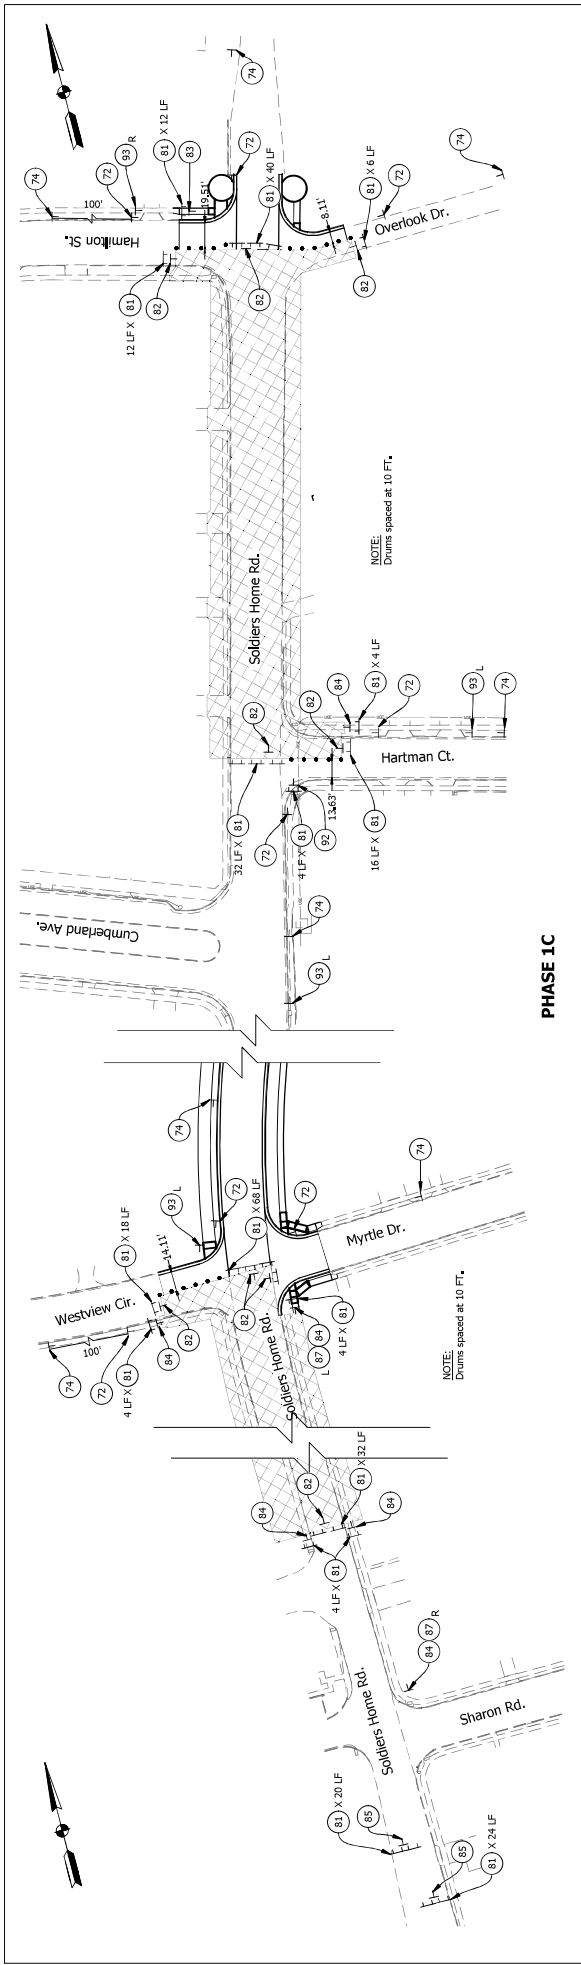 85
81 X 24 LF
81 X 20 LF
85
Soldiers Home Rd.
Sharon Rd.
84 87 R
84
4 LF X 81
82
81 X 32 LF
84
74
100'
72
4 LF X 81
84
Westview Cir.
82
81 X 18 LF
14.11'
93 L
72
74
81 X 68 LF
82
Soldiers Home Rd.
87 L
84
4 LF X 81
72
Myrtle Dr.
74
NOTE:
Drums spaced at 10 FT.
Cumberland Ave.
93 L
74
72
32 LF X 81
82
4 LF X 81
92
13.63'
16 LF X 81
82
84
81 X 4 LF
72
93 L
74
Hartman Ct.
Soldiers Home Rd.
NOTE:
Drums spaced at 10 FT.
12 LF X 81
82
Hamilton St.
74
100'
72
93 R
81 X 12 LF
83
19.51'
72
81 X 40 LF
82
74
8.11'
81 X 6 LF
82
72
Overlook Dr.
74
PHASE 1C